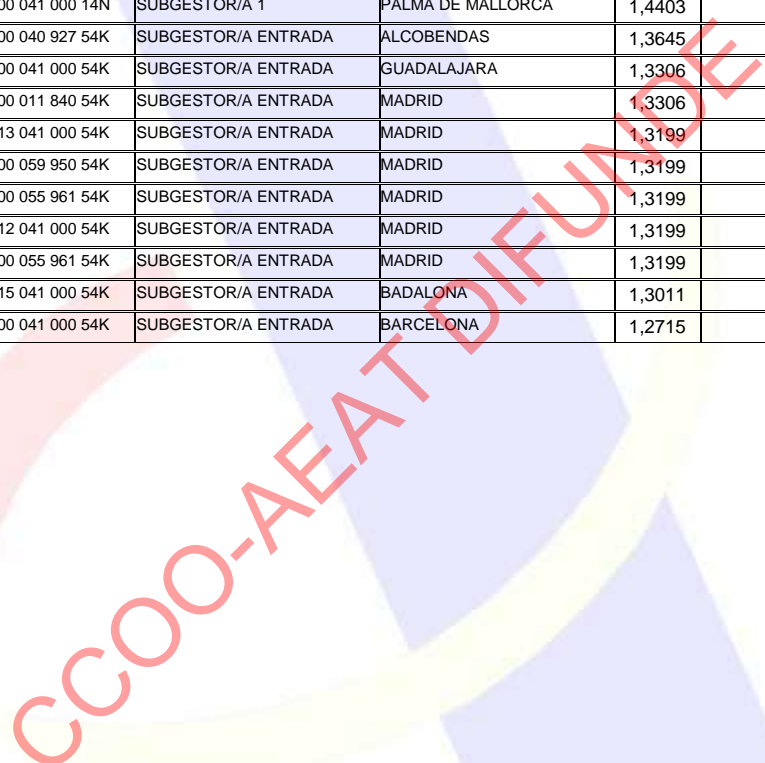 00 041 000 14N SUBGESTOR/A 1 PALMA DE MALLORCA 1,4403
00 040 927 54K SUBGESTOR/A ENTRADA ALCOBENDAS 1,3645
00 041 000 54K SUBGESTOR/A ENTRADA GUADALAJARA 1,3306
00 011 840 54K SUBGESTOR/A ENTRADA MADRID 1,3306
13 041 000 54K SUBGESTOR/A ENTRADA MADRID 1,3199
00 059 950 54K SUBGESTOR/A ENTRADA MADRID 1,3199
00 055 961 54K SUBGESTOR/A ENTRADA MADRID 1,3199
12 041 000 54K SUBGESTOR/A ENTRADA MADRID 1,3199
00 055 961 54K SUBGESTOR/A ENTRADA MADRID 1,3199
15 041 000 54K SUBGESTOR/A ENTRADA BADALONA 1,3011
00 041 000 54K SUBGESTOR/A ENTRADA BARCELONA 1,2715
CCOO-AEAT DIFUNDE